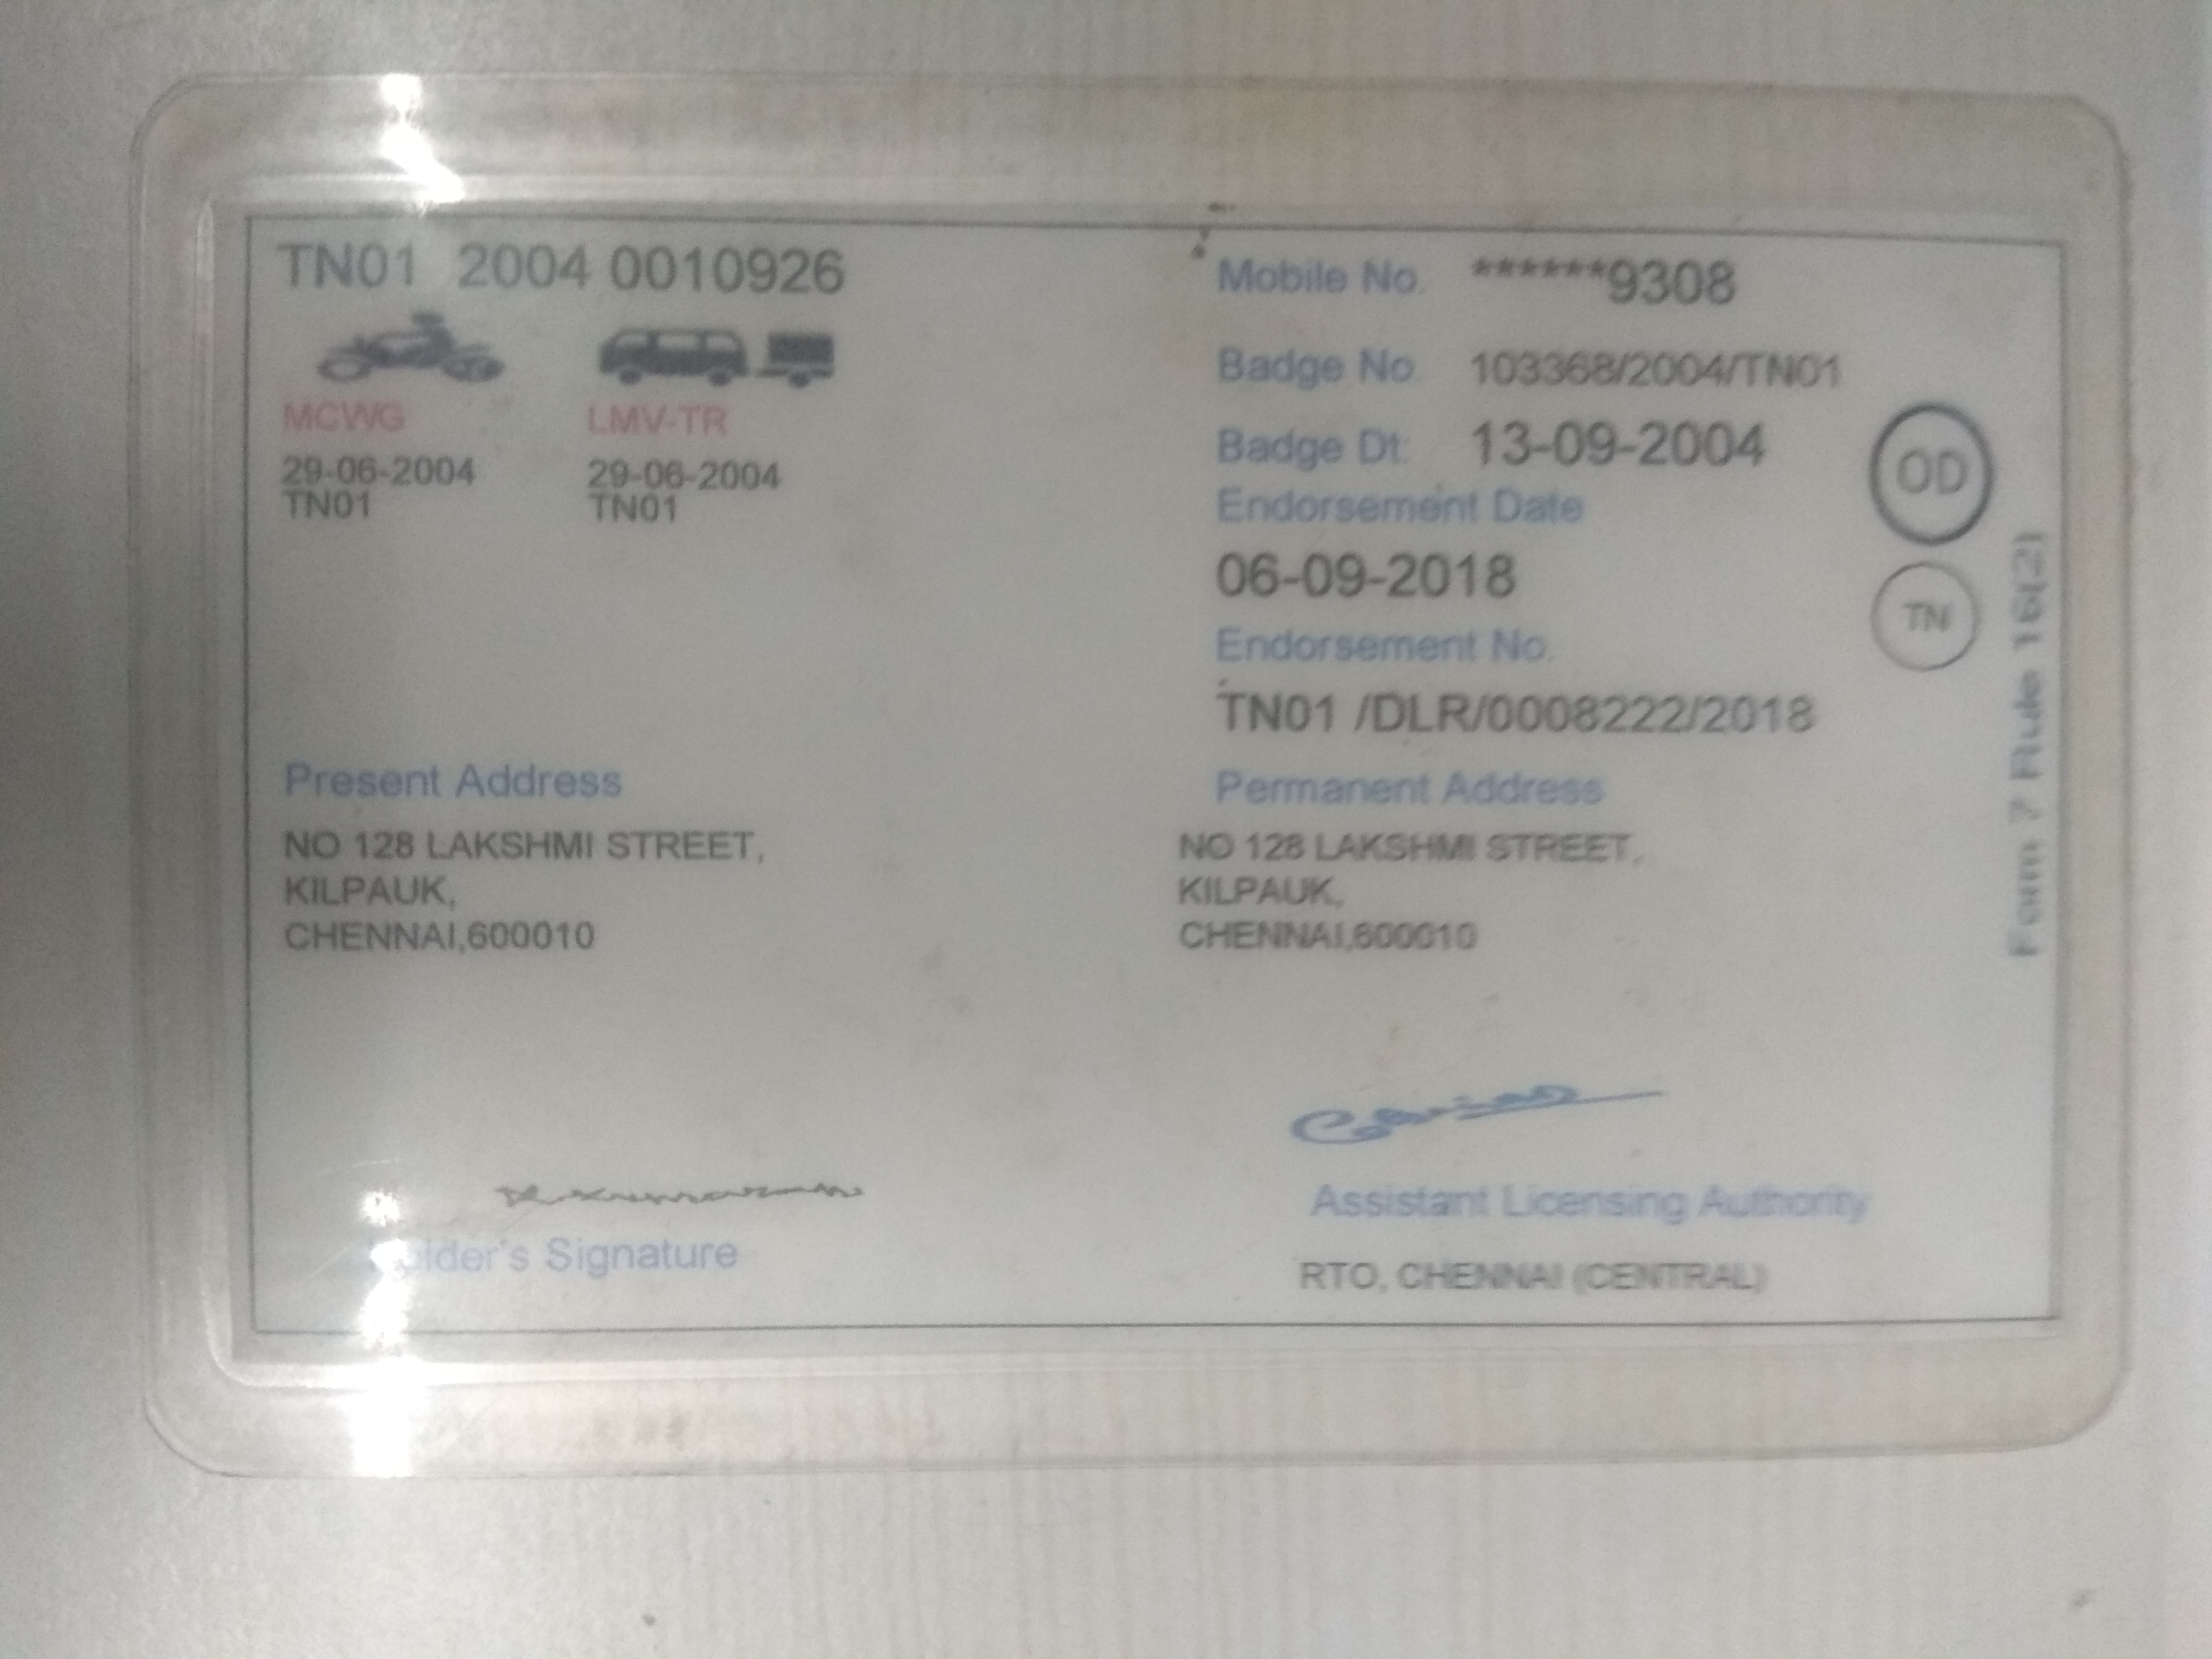 TN01 2004 0010926
MCWG LMV-TR
29-06-2004 29-06-2004
TN01 TN01
Mobile No. ******9308
Badge No. 103368/2004/TN01
Badge Dt: 13-09-2004
Endorsement Date
06-09-2018
Endorsement No.
TN01 /DLR/0008222/2018
OD
TN
Form 7 Rule 16(2)
Present Address
NO 128 LAKSHMI STREET,
KILPAUK,
CHENNAI,600010
Permanent Address
NO 128 LAKSHMI STREET,
KILPAUK,
CHENNAI,600010
Holder's Signature
Assistant Licensing Authority
RTO, CHENNAI (CENTRAL)